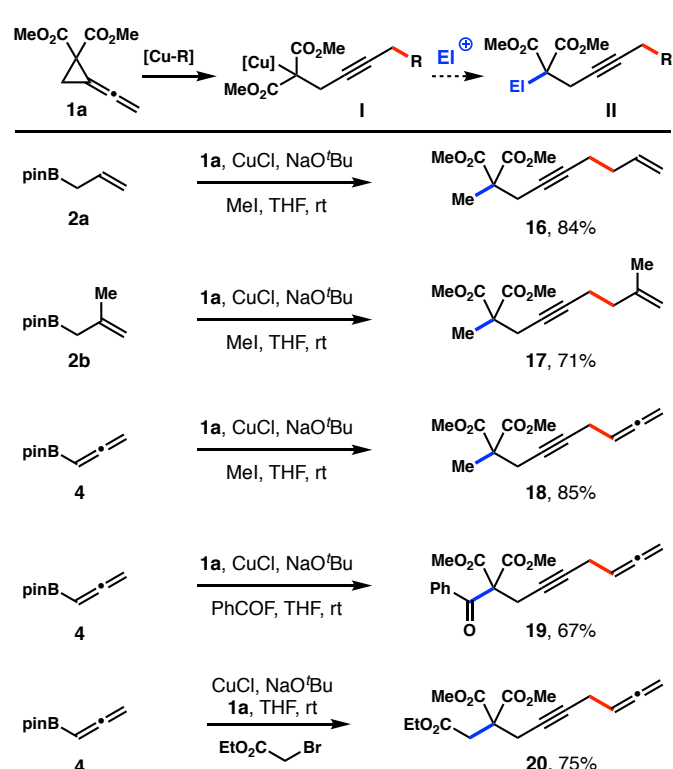 MeO₂C CO₂Me
1a
[Cu-R]
[Cu] CO₂Me
MeO₂C
R
I
El ⊕
MeO₂C CO₂Me
El
R
II
pinB
2a
1a, CuCl, NaOᵗBu
MeI, THF, rt
MeO₂C CO₂Me
Me
16, 84%
Me
pinB
2b
1a, CuCl, NaOᵗBu
MeI, THF, rt
Me
MeO₂C CO₂Me
Me
17, 71%
pinB
4
1a, CuCl, NaOᵗBu
MeI, THF, rt
MeO₂C CO₂Me
Me
18, 85%
pinB
4
1a, CuCl, NaOᵗBu
PhCOF, THF, rt
MeO₂C CO₂Me
Ph
O
19, 67%
pinB
4
CuCl, NaOᵗBu
1a, THF, rt
EtO₂C Br
MeO₂C CO₂Me
EtO₂C
20, 75%